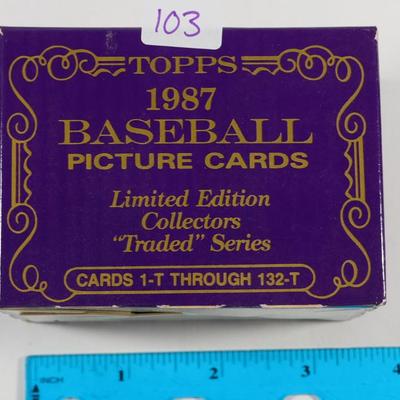 103
TOPPS
1987
BASEBALL
PICTURE CARDS
Limited Edition
Collectors
"Traded" Series
CARDS 1-T THROUGH 132-T
INCH 1 2 3 4